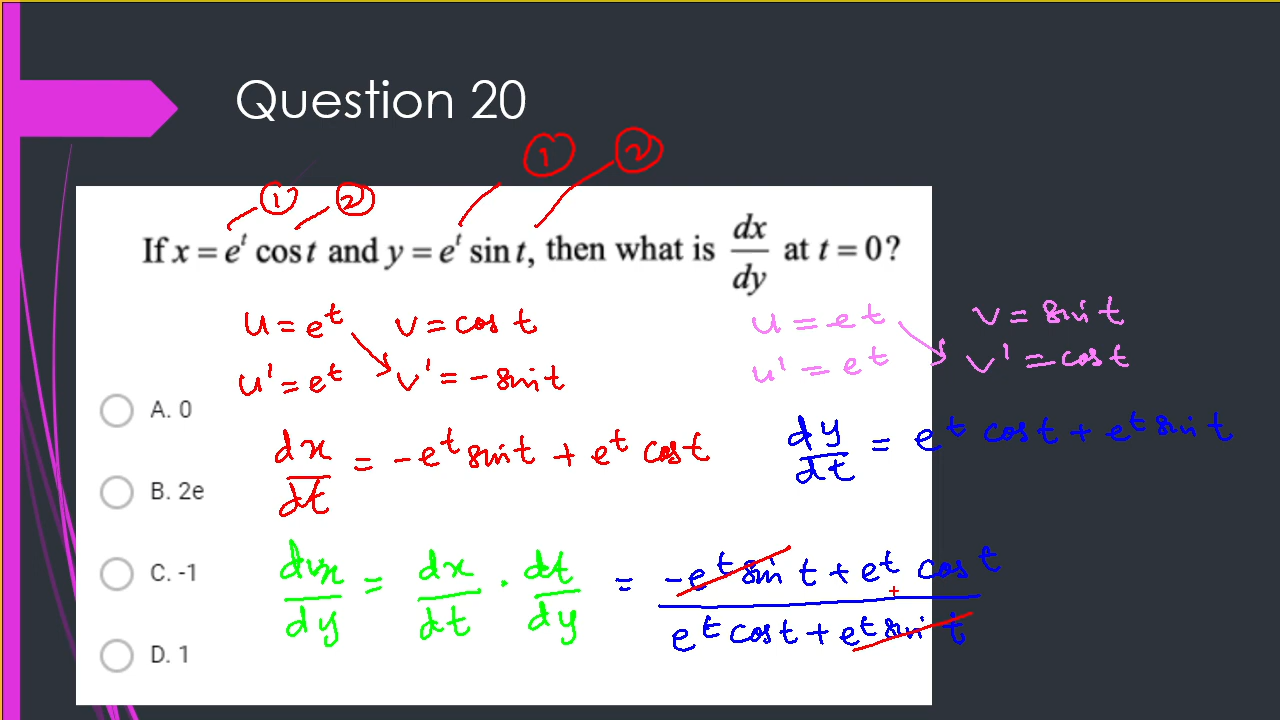 Question 20
① ②
① ②
If x = e^t cos t and y = e^t sin t, then what is dx/dy at t = 0?
u = e^t v = cos t
u' = e^t v' = - sin t
u = e^t v = sin t
u' = e^t v' = cos t
A. 0
B. 2e
C. -1
D. 1
dx/dt = -e^t sin t + e^t cos t
dy/dt = e^t cos t + e^t sin t
dx/dy = dx/dt · dt/dy = -e^t sin t + e^t cos t / e^t cos t + e^t sin t